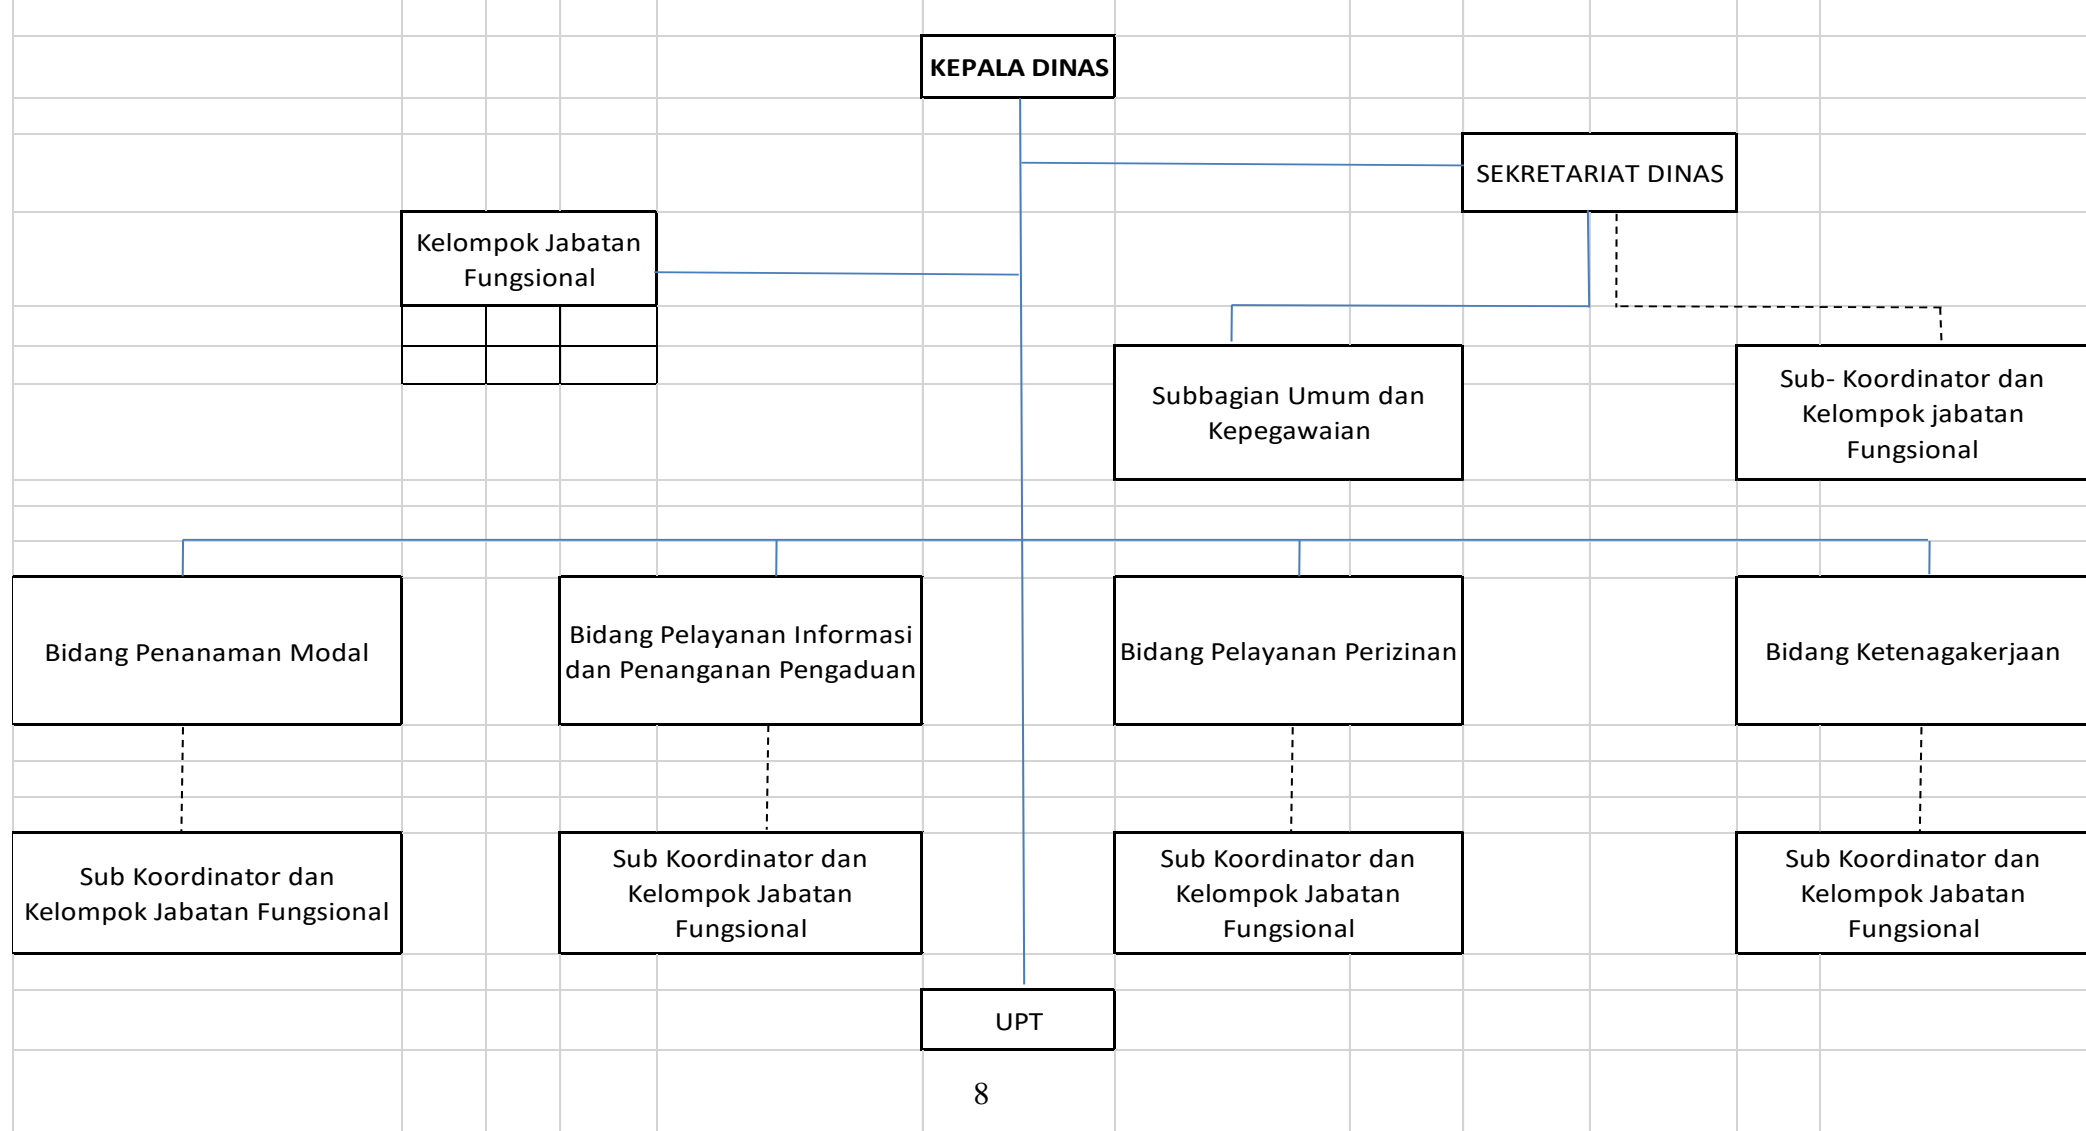 KEPALA DINAS
SEKRETARIAT DINAS
Kelompok Jabatan
Fungsional
Subbagian Umum dan
Kepegawaian
Sub- Koordinator dan
Kelompok jabatan
Fungsional
Bidang Penanaman Modal
Bidang Pelayanan Informasi
dan Penanganan Pengaduan
Bidang Pelayanan Perizinan
Bidang Ketenagakerjaan
Sub Koordinator dan
Kelompok Jabatan Fungsional
Sub Koordinator dan
Kelompok Jabatan
Fungsional
Sub Koordinator dan
Kelompok Jabatan
Fungsional
Sub Koordinator dan
Kelompok Jabatan
Fungsional
UPT
8